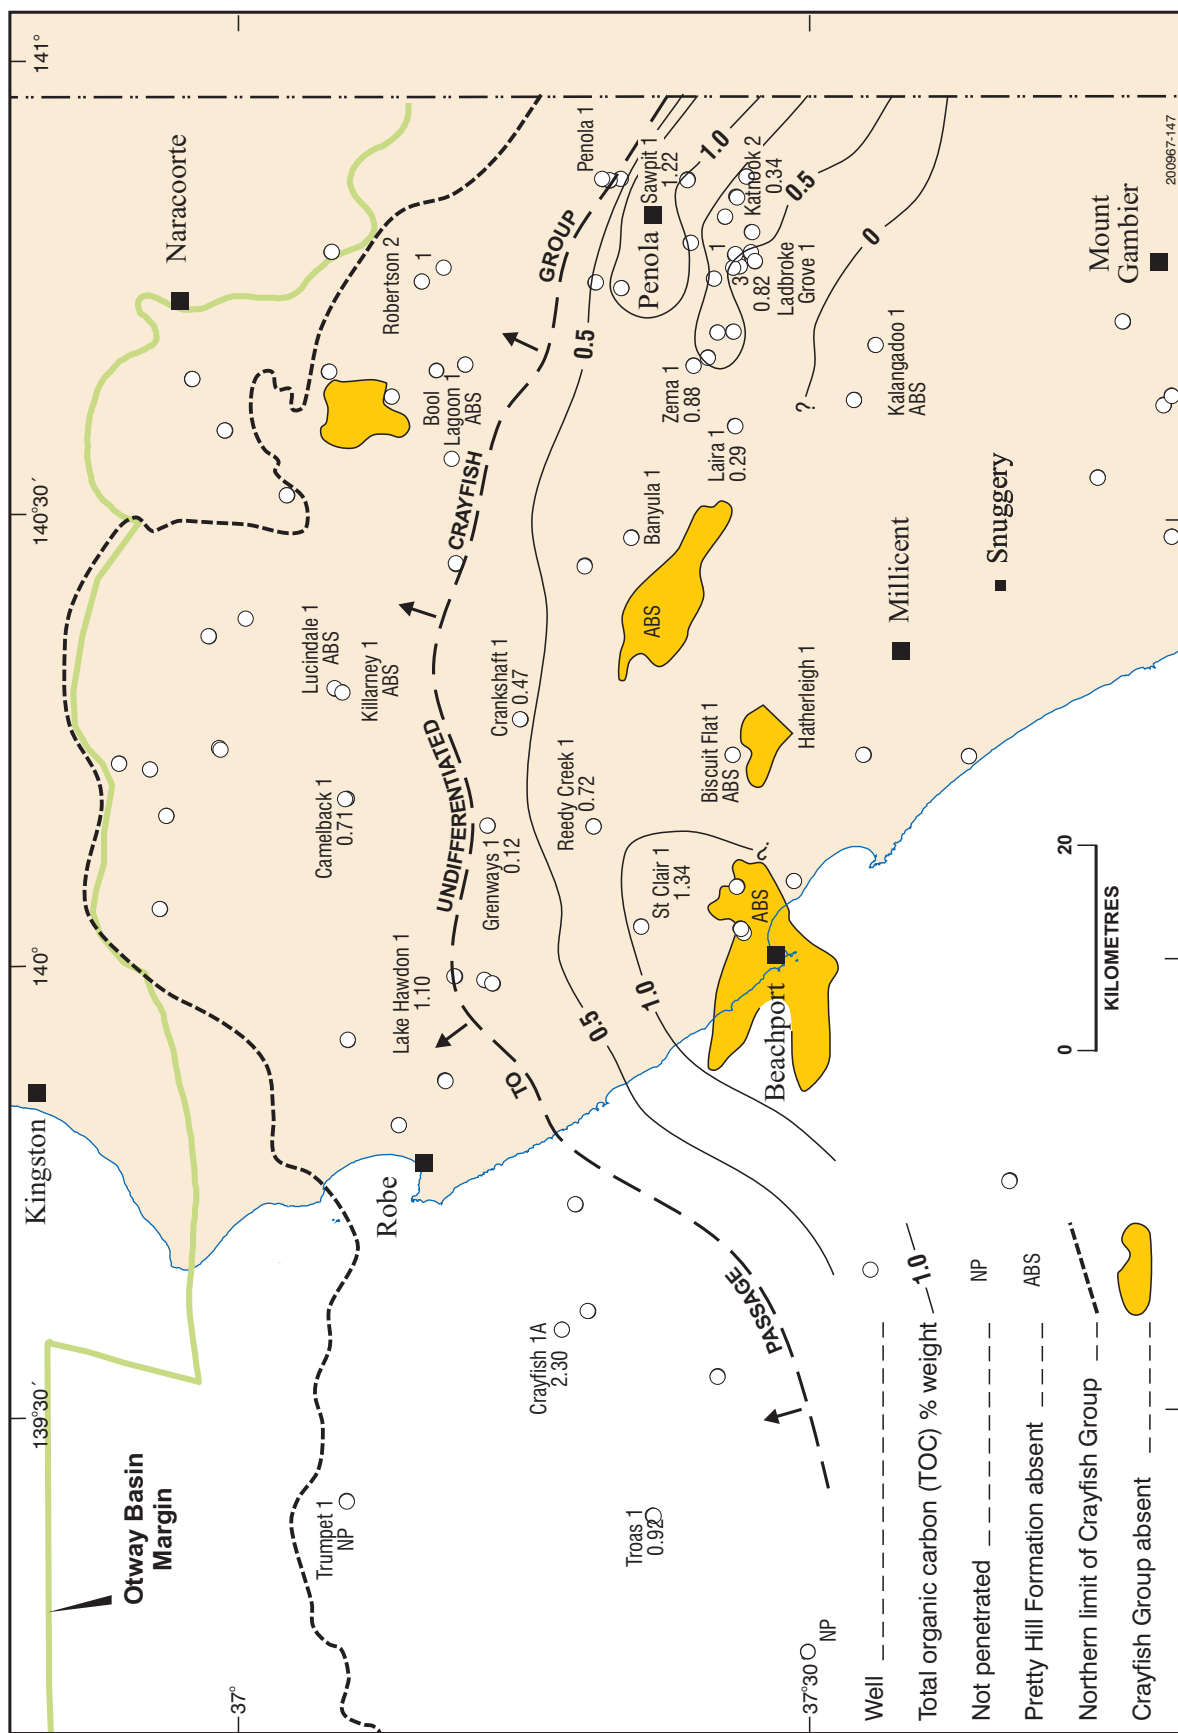 139°30´
140°
140°30´
141°
37°
37°30´
Otway Basin
Margin
Kingston
Naracoorte
Robe
Penola
Beachport
Millicent
Snuggery
Mount
Gambier
Trumpet 1
NP
Troas 1
0.92
NP
Crayfish 1A
2.30
Lake Hawdon 1
1.10
Camelback 1
0.71
Lucindale 1
ABS
Killarney 1
ABS
Robertson 2
1
Bool
Lagoon 1
ABS
Greenways 1
0.12
Crankshaft 1
0.47
Reedy Creek 1
0.72
St Clair 1
1.34
ABS
Biscuit Flat 1
ABS
Hatherleigh 1
ABS
Banyula 1
Laira 1
0.29
Zema 1
0.88
Penola 1
Sawpit 1
1.22
Katnook 2
0.34
1
3
0.82
Ladbroke
Grove 1
Kalangadoo 1
ABS
PASSAGE TO UNDIFFERENTIATED CRAYFISH GROUP
0.5
0.5
1.0
1.0
0.5
0
?
?
0 20
KILOMETRES
Well
Total organic carbon (TOC) % weight 1.0
Not penetrated NP
Pretty Hill Formation absent ABS
Northern limit of Crayfish Group
Crayfish Group absent
200967-147